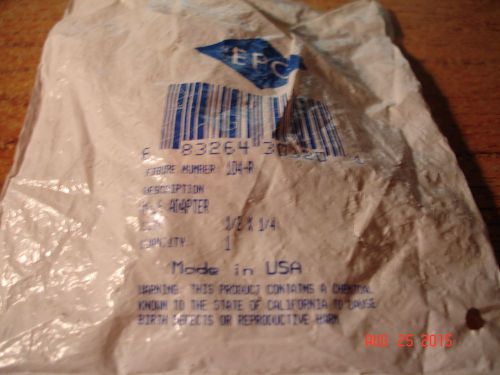 EPC
6 83264
FIGURE NUMBER: 104-R
DESCRIPTION
ADAPTER
1/2 X 1/4
QUANTITY: 1
Made in USA
WARNING: THIS PRODUCT CONTAINS A CHEMICAL
KNOWN TO THE STATE OF CALIFORNIA TO CAUSE
BIRTH DEFECTS OR REPRODUCTIVE HARM
AUG 25 2015